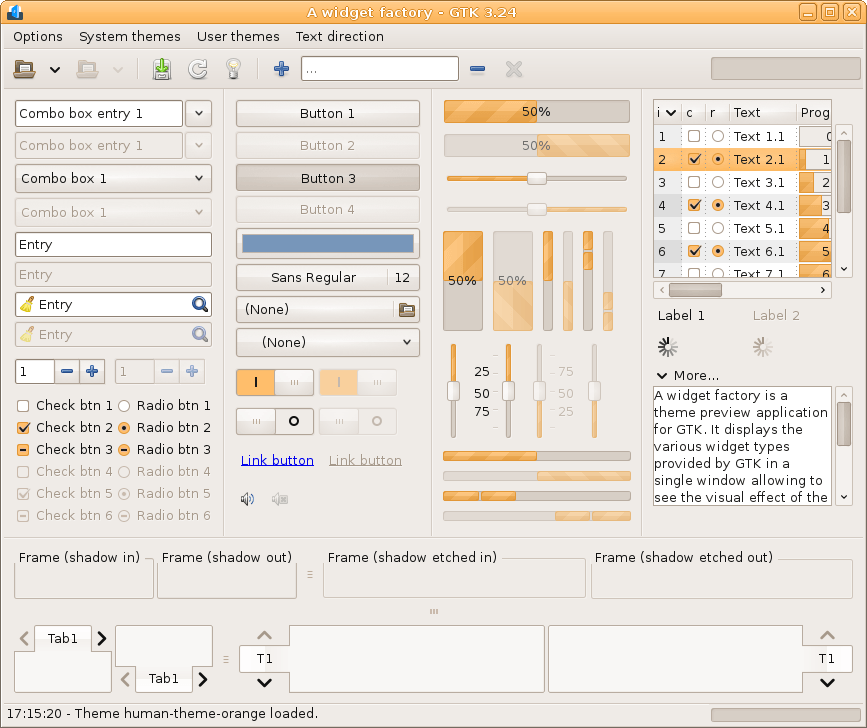 A widget factory - GTK 3.24
Options System themes User themes Text direction
...
Combo box entry 1
Combo box entry 1
Combo box 1
Combo box 1
Entry
Entry
Entry
Entry
1 1
Check btn 1 Radio btn 1
Check btn 2 Radio btn 2
Check btn 3 Radio btn 3
Check btn 4 Radio btn 4
Check btn 5 Radio btn 5
Check btn 6 Radio btn 6
Button 1
Button 2
Button 3
Button 4
Sans Regular 12
(None)
(None)
Link button Link button
50%
50%
50% 50%
25 75
50 50
75 25
i c r Text Prog
1 Text 1.1 0
2 Text 2.1 1
3 Text 3.1 2
4 Text 4.1 3
5 Text 5.1 4
6 Text 6.1 5
7 Text 7.1 6
Label 1 Label 2
More...
A widget factory is a
theme preview application
for GTK. It displays the
various widget types
provided by GTK in a
single window allowing to
see the visual effect of the
Frame (shadow in) Frame (shadow out) Frame (shadow etched in) Frame (shadow etched out)
Tab1
Tab1
T1 T1
17:15:20 - Theme human-theme-orange loaded.